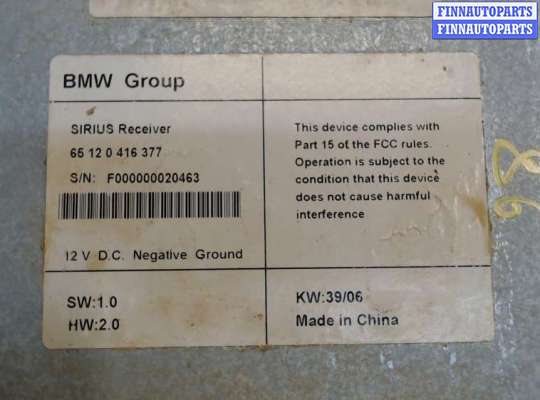 FINNAUTOPARTS
FINNAUTOPARTS
BMW Group
SIRIUS Receiver
65 12 0 416 377
S/N: F000000020463
12 V D.C. Negative Ground
SW:1.0
HW:2.0
This device complies with
Part 15 of the FCC rules.
Operation is subject to the
condition that this device
does not cause harmful
interference
KW:39/06
Made in China